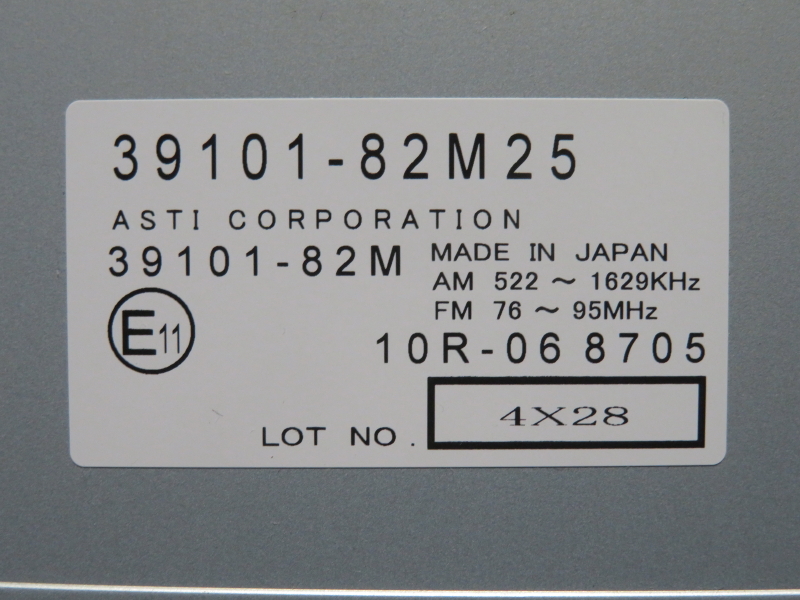 39101-82M25
ASTI CORPORATION
39101-82M
MADE IN JAPAN
AM 522 ~ 1629KHz
FM 76 ~ 95MHz
E11
10R-06 8705
LOT NO. 4X28